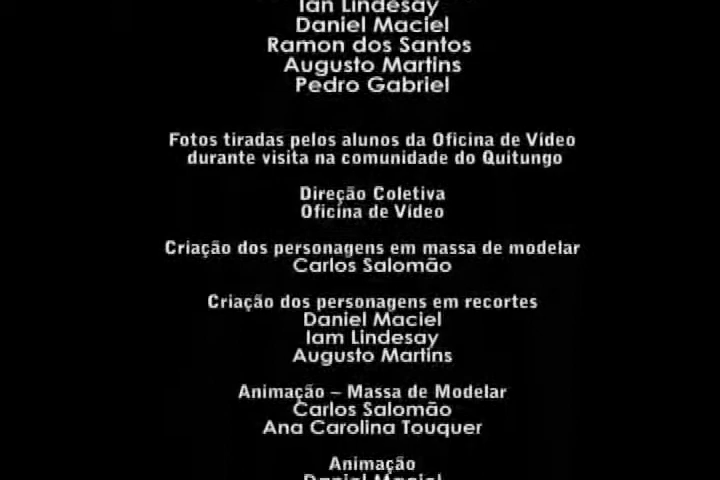 Ian Lindesay
Daniel Maciel
Ramon dos Santos
Augusto Martins
Pedro Gabriel
Fotos tiradas pelos alunos da Oficina de Vídeo
durante visita na comunidade do Quitungo
Direção Coletiva
Oficina de Vídeo
Criação dos personagens em massa de modelar
Carlos Salomão
Criação dos personagens em recortes
Daniel Maciel
Iam Lindesay
Augusto Martins
Animação – Massa de Modelar
Carlos Salomão
Ana Carolina Touquer
Animação
Daniel Maciel